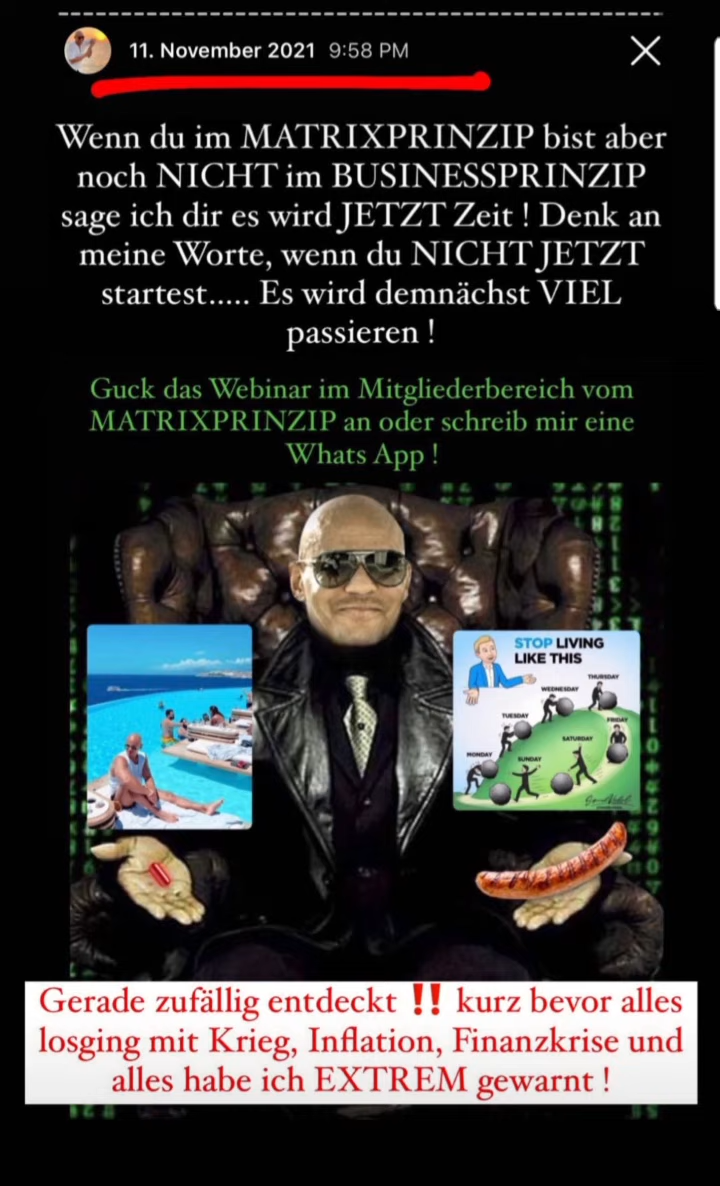 11. November 2021 9:58 PM
Wenn du im MATRIXPRINZIP bist aber
noch NICHT im BUSINESSPRINZIP
sage ich dir es wird JETZT Zeit ! Denk an
meine Worte, wenn du NICHT JETZT
startest..... Es wird demnächst VIEL
passieren !
Guck das Webinar im Mitgliederbereich vom
MATRIXPRINZIP an oder schreib mir eine
Whats App !
STOP LIVING
LIKE THIS
THURSDAY
WEDNESDAY
TUESDAY
FRIDAY
SATURDAY
MONDAY
SUNDAY
Gerade zufällig entdeckt ‼️ kurz bevor alles
losging mit Krieg, Inflation, Finanzkrise und
alles habe ich EXTREM gewarnt !